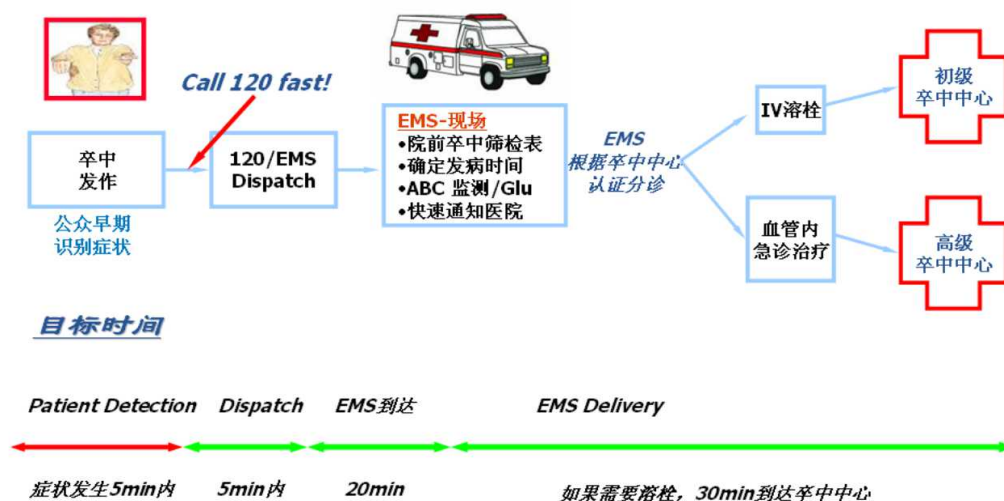 Call 120 fast!
卒中
发作
公众早期
识别症状
120/EMS
Dispatch
EMS-现场
•院前卒中筛检表
•确定发病时间
•ABC 监测/Glu
•快速通知医院
EMS
根据卒中中心
认证分诊
IV溶栓
初级
卒中中心
血管内
急诊治疗
高级
卒中中心
目标时间
Patient Detection
Dispatch
EMS到达
EMS Delivery
症状发生5min内
5min内
20min
如果需要溶栓，30min到达卒中中心